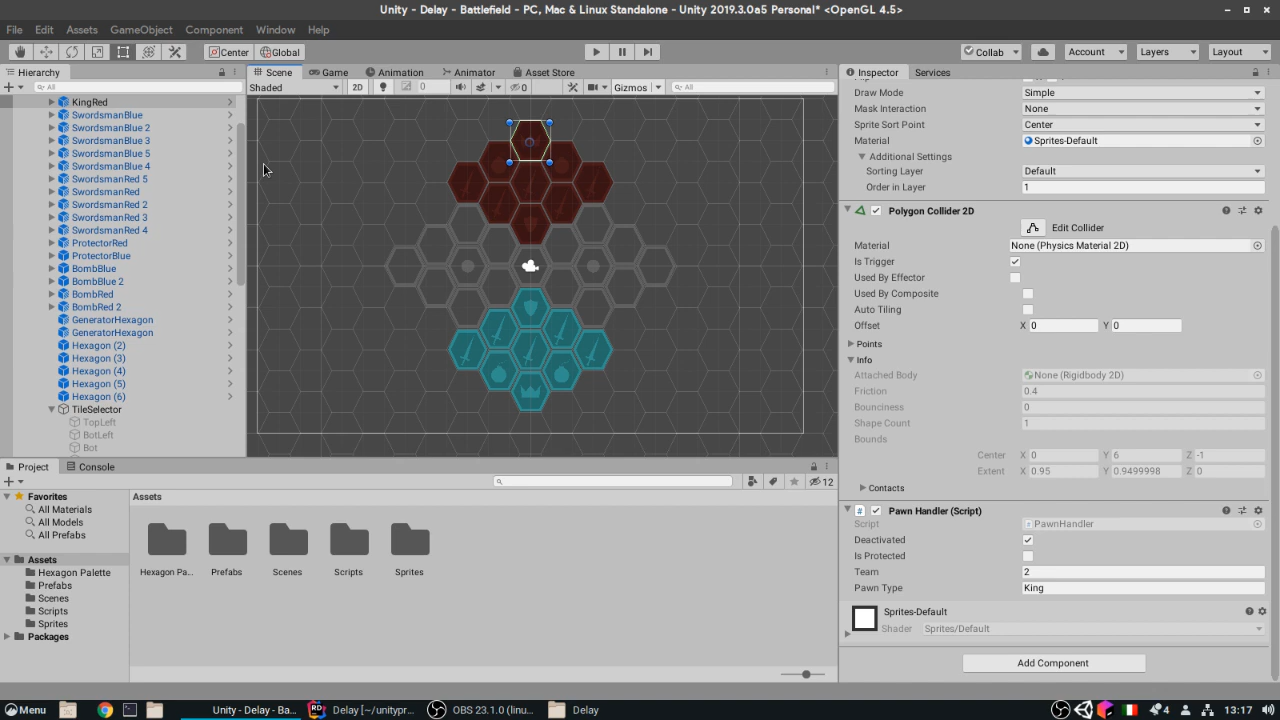 Unity - Delay - Battlefield - PC, Mac & Linux Standalone - Unity 2019.3.0a5 Personal* <OpenGL 4.5>
File Edit Assets GameObject Component Window Help
Center Global Collab Account Layers Layout
Hierarchy
All
KingRed
SwordsmanBlue
SwordsmanBlue 2
SwordsmanBlue 3
SwordsmanBlue 5
SwordsmanBlue 4
SwordsmanRed 5
SwordsmanRed
SwordsmanRed 2
SwordsmanRed 3
SwordsmanRed 4
ProtectorRed
ProtectorBlue
BombBlue
BombBlue 2
BombRed
BombRed 2
GeneratorHexagon
GeneratorHexagon
Hexagon (2)
Hexagon (3)
Hexagon (4)
Hexagon (5)
Hexagon (6)
TileSelector
TopLeft
BotLeft
Bot
Scene Game Animation Animator Asset Store
Shaded 2D 0 0 Gizmos All
Inspector Services
Draw Mode Simple
Mask Interaction None
Sprite Sort Point Center
Material Sprites-Default
Additional Settings
Sorting Layer Default
Order in Layer 1
Polygon Collider 2D
Edit Collider
Material None (Physics Material 2D)
Is Trigger
Used By Effector
Used By Composite
Auto Tiling
Offset X 0 Y 0
Points
Info
Attached Body None (Rigidbody 2D)
Friction 0.4
Bounciness 0
Shape Count 1
Bounds
Center X 0 Y 6 Z -1
Extent X 0.95 Y 0.9499998 Z 0
Contacts
Pawn Handler (Script)
Script PawnHandler
Deactivated
Is Protected
Team 2
Pawn Type King
Sprites-Default
Shader Sprites/Default
Add Component
Project Console
12
Favorites
All Materials
All Models
All Prefabs
Assets
Hexagon Palette
Prefabs
Scenes
Scripts
Sprites
Packages
Assets
Hexagon Pa... Prefabs Scenes Scripts Sprites
Menu Unity - Delay - Ba... Delay [~/unitypr... OBS 23.1.0 (linu... Delay 4 13:17